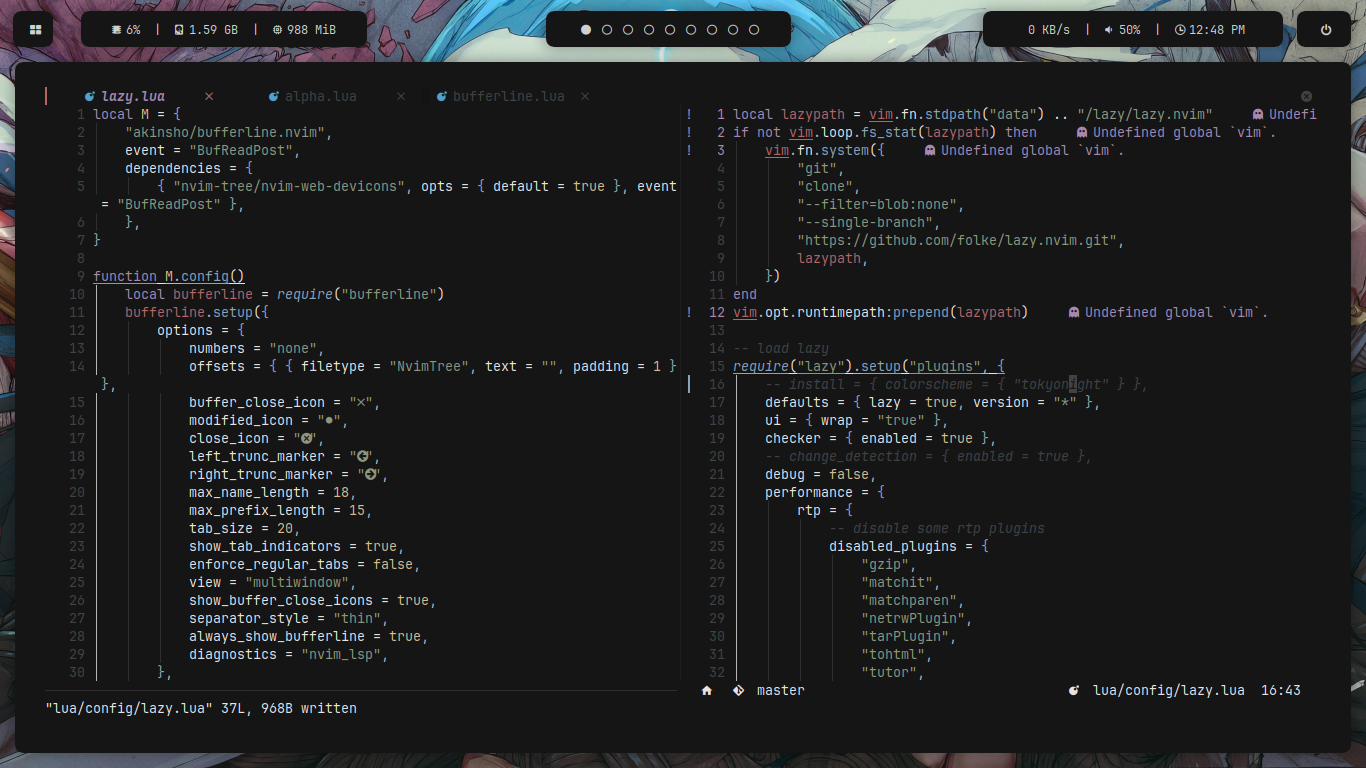 6% | 1.59 GB | 988 MiB
0 KB/s | 50% | 12:48 PM
lazy.lua × alpha.lua × bufferline.lua ×
1 local M = {
2 "akinsho/bufferline.nvim",
3 event = "BufReadPost",
4 dependencies = {
5 { "nvim-tree/nvim-web-devicons", opts = { default = true }, event
= "BufReadPost" },
6 },
7 }
8
9 function M.config()
10 local bufferline = require("bufferline")
11 bufferline.setup({
12 options = {
13 numbers = "none",
14 offsets = { { filetype = "NvimTree", text = "", padding = 1 }
},
15 buffer_close_icon = "×",
16 modified_icon = "●",
17 close_icon = "",
18 left_trunc_marker = "",
19 right_trunc_marker = "",
20 max_name_length = 18,
21 max_prefix_length = 15,
22 tab_size = 20,
23 show_tab_indicators = true,
24 enforce_regular_tabs = false,
25 view = "multiwindow",
26 show_buffer_close_icons = true,
27 separator_style = "thin",
28 always_show_bufferline = true,
29 diagnostics = "nvim_lsp",
30 },
! 1 local lazypath = vim.fn.stdpath("data") .. "/lazy/lazy.nvim" Undefi
! 2 if not vim.loop.fs_stat(lazypath) then Undefined global `vim`.
! 3 vim.fn.system({ Undefined global `vim`.
4 "git",
5 "clone",
6 "--filter=blob:none",
7 "--single-branch",
8 "https://github.com/folke/lazy.nvim.git",
9 lazypath,
10 })
11 end
! 12 vim.opt.runtimepath:prepend(lazypath) Undefined global `vim`.
13
14 -- load lazy
15 require("lazy").setup("plugins", {
16 -- install = { colorscheme = { "tokyonight" } },
17 defaults = { lazy = true, version = "*" },
18 ui = { wrap = "true" },
19 checker = { enabled = true },
20 -- change_detection = { enabled = true },
21 debug = false,
22 performance = {
23 rtp = {
24 -- disable some rtp plugins
25 disabled_plugins = {
26 "gzip",
27 "matchit",
28 "matchparen",
29 "netrwPlugin",
30 "tarPlugin",
31 "tohtml",
32 "tutor",
master lua/config/lazy.lua 16:43
"lua/config/lazy.lua" 37L, 968B written